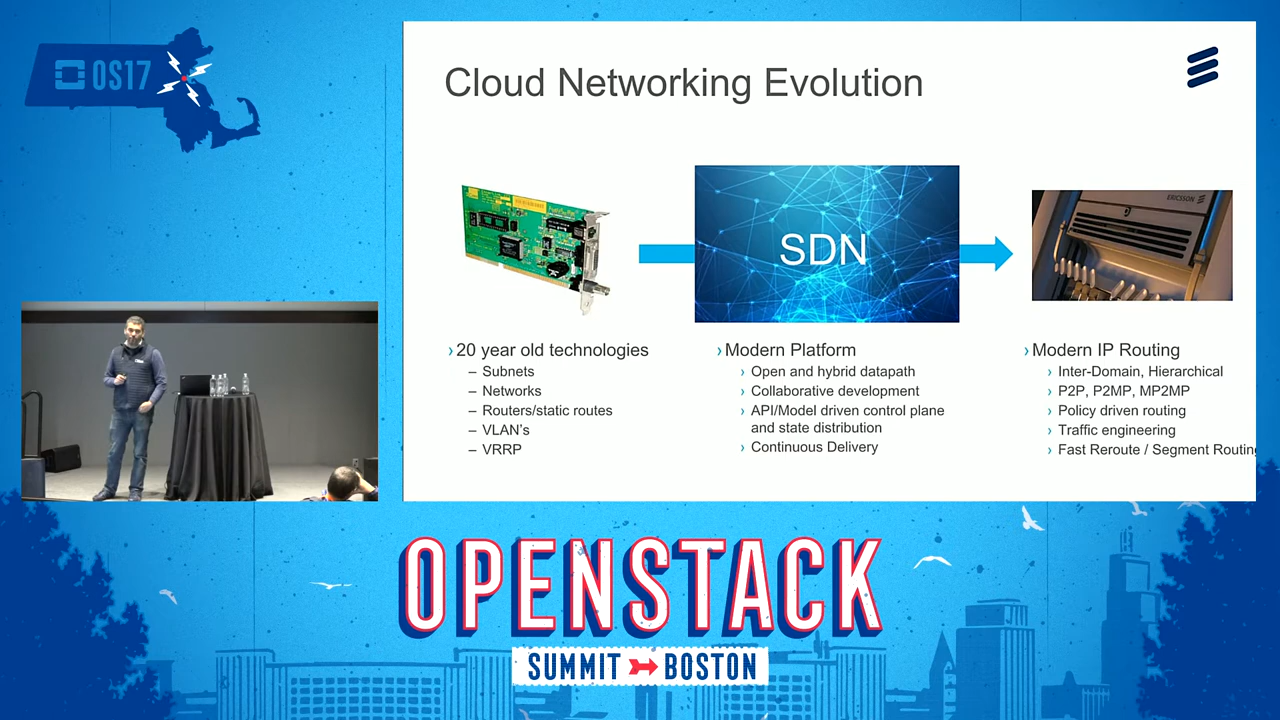 OS17
Cloud Networking Evolution
SDN
ERICSSON
› 20 year old technologies
– Subnets
– Networks
– Routers/static routes
– VLAN's
– VRRP
› Modern Platform
› Open and hybrid datapath
› Collaborative development
› API/Model driven control plane
and state distribution
› Continuous Delivery
› Modern IP Routing
› Inter-Domain, Hierarchical
› P2P, P2MP, MP2MP
› Policy driven routing
› Traffic engineering
› Fast Reroute / Segment Routing
OPENSTACK
SUMMIT BOSTON